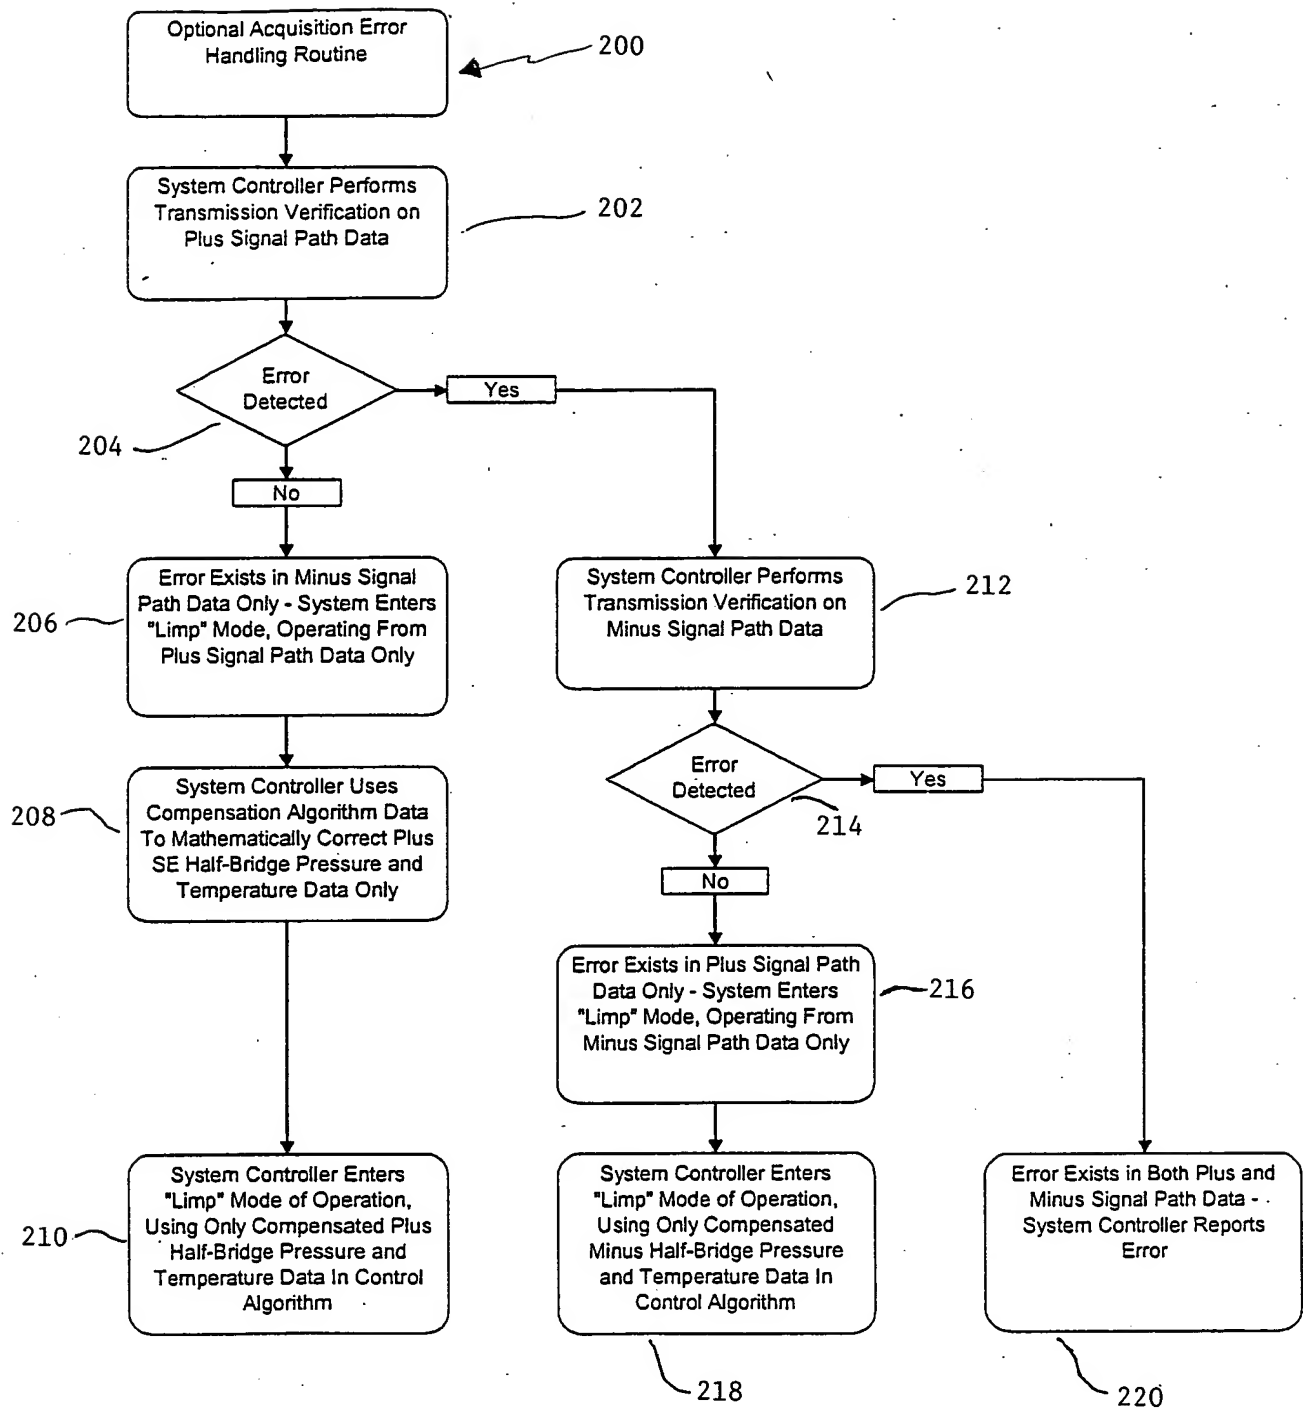 Optional Acquisition Error
Handling Routine
200
System Controller Performs
Transmission Verification on
Plus Signal Path Data
202
Error
Detected
204
Yes
No
Error Exists in Minus Signal
Path Data Only - System Enters
"Limp" Mode, Operating From
Plus Signal Path Data Only
206
System Controller Performs
Transmission Verification on
Minus Signal Path Data
212
System Controller Uses
Compensation Algorithm Data
To Mathematically Correct Plus
SE Half-Bridge Pressure and
Temperature Data Only
208
Error
Detected
214
Yes
No
Error Exists in Plus Signal Path
Data Only - System Enters
"Limp" Mode, Operating From
Minus Signal Path Data Only
216
System Controller Enters
"Limp" Mode of Operation,
Using Only Compensated Plus
Half-Bridge Pressure and
Temperature Data In Control
Algorithm
210
System Controller Enters
"Limp" Mode of Operation,
Using Only Compensated
Minus Half-Bridge Pressure
and Temperature Data In
Control Algorithm
218
Error Exists in Both Plus and
Minus Signal Path Data -
System Controller Reports
Error
220